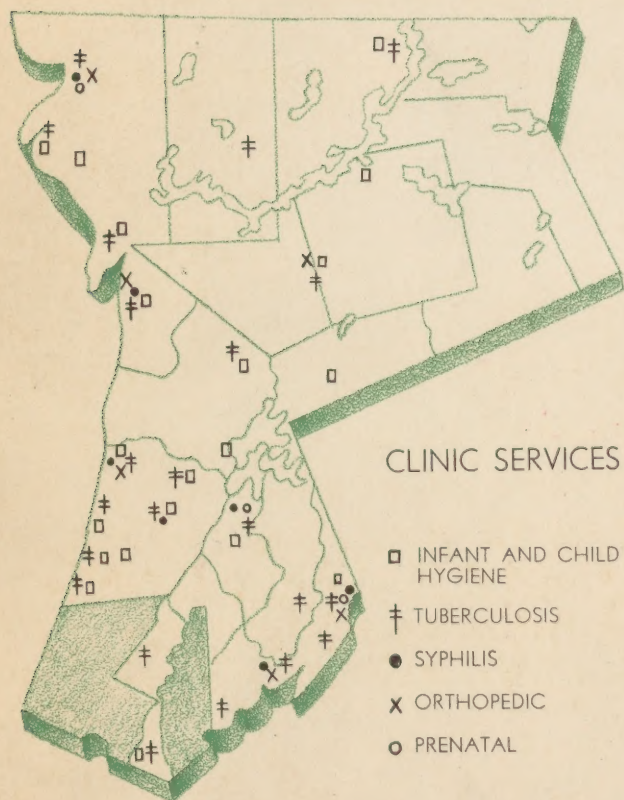 CLINIC SERVICES
INFANT AND CHILD
HYGIENE
TUBERCULOSIS
SYPHILIS
ORTHOPEDIC
PRENATAL